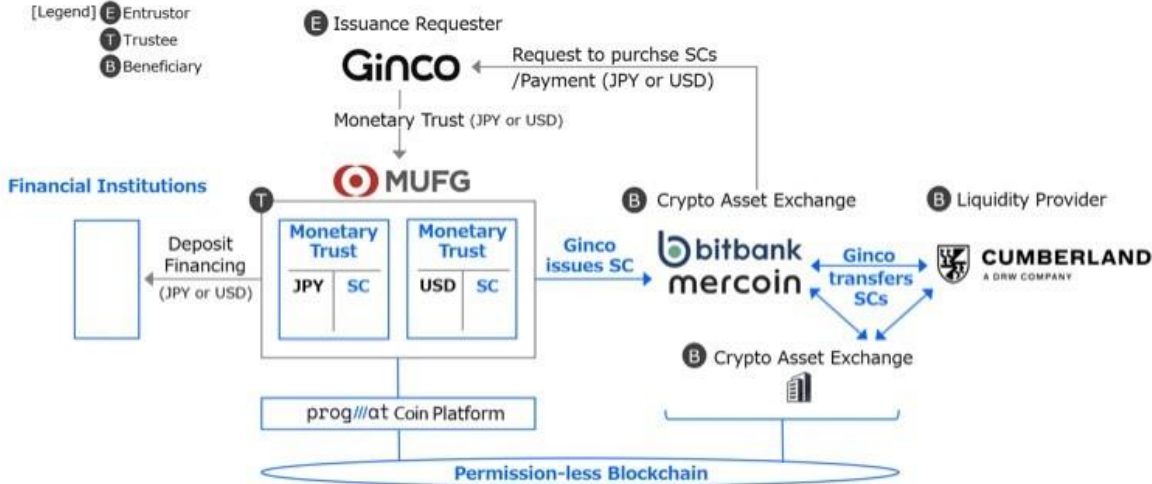 [Legend] E Entrustor
T Trustee
B Beneficiary
E Issuance Requester
Ginco
Request to purchse SCs
/Payment (JPY or USD)
Monetary Trust (JPY or USD)
MUFG
Financial Institutions
T
B Crypto Asset Exchange
B Liquidity Provider
Deposit
Financing
(JPY or USD)
Monetary
Trust
JPY SC
Monetary
Trust
USD SC
Ginco
issues SC
bitbank
mercoin
Ginco
transfers
SCs
CUMBERLAND
A DRW COMPANY
B Crypto Asset Exchange
progmat Coin Platform
Permission-less Blockchain